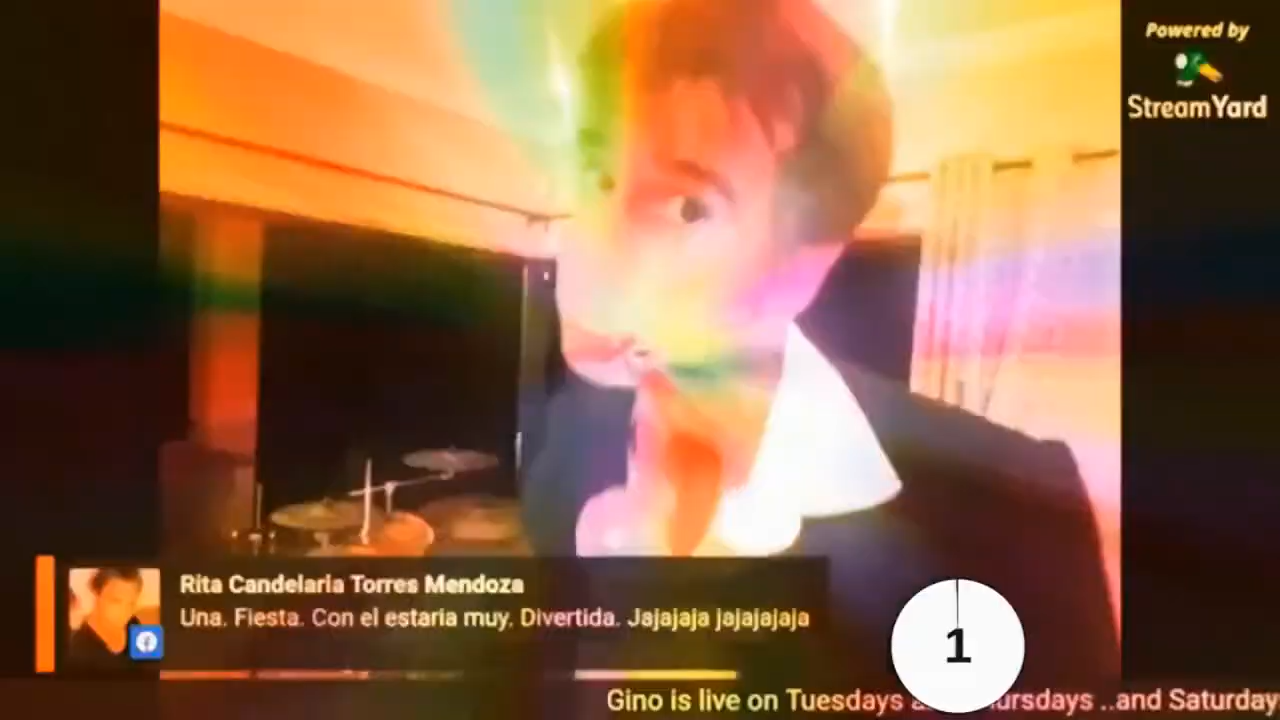 Powered by
StreamYard
Rita Candelaria Torres Mendoza
Una. Fiesta. Con el estaria muy. Divertida. Jajajaja jajajajaja
1
Gino is live on Tuesdays ..and Saturday